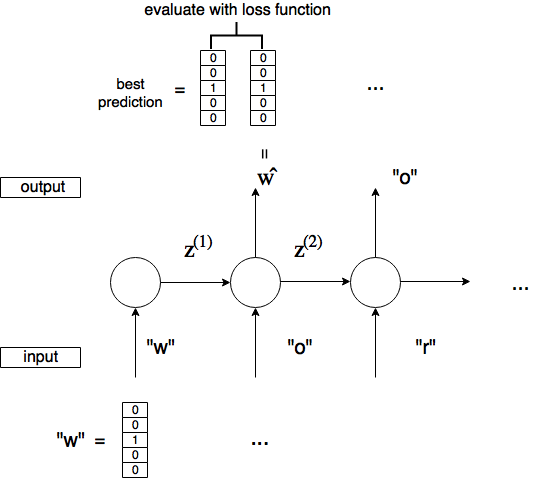 evaluate with loss function
best
prediction
=
0 0
0 0
1 1
0 0
0 0
...
=
output
ŵ
"o"
z(1)
z(2)
...
input
"w"
"o"
"r"
"w" =
0
0
1
0
0
...